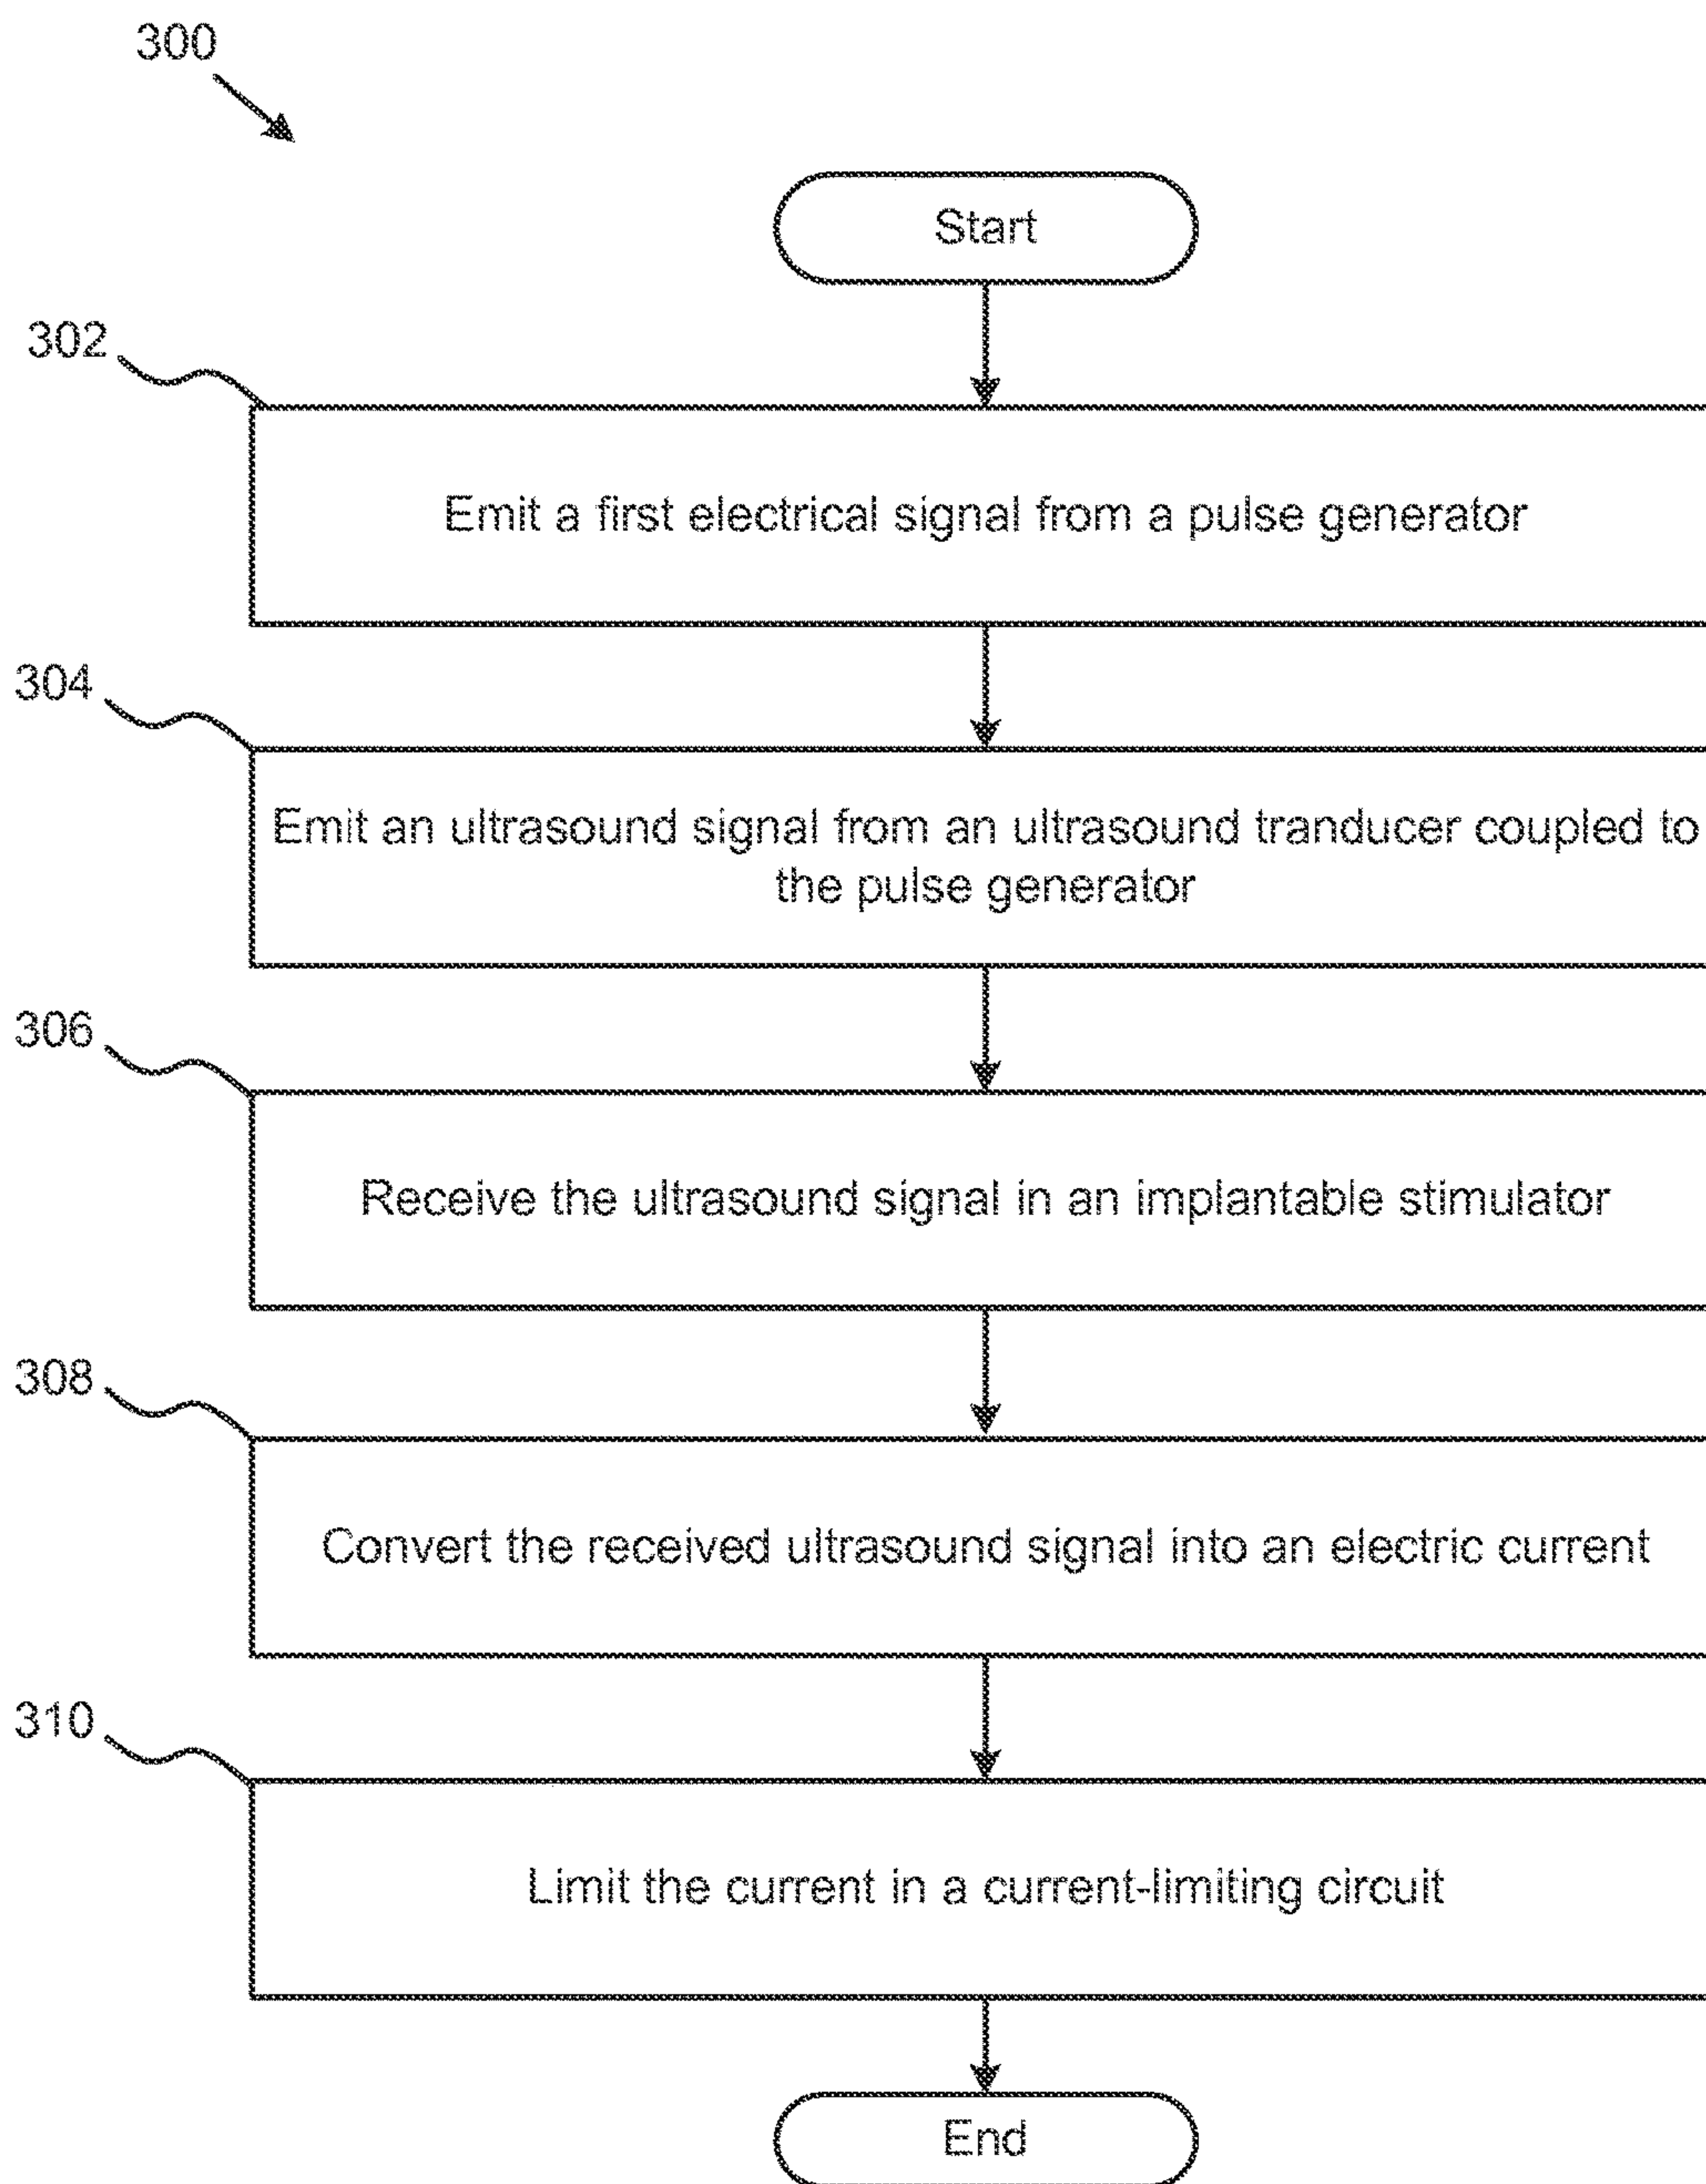 300
Start
302
Emit a first electrical signal from a pulse generator
304
Emit an ultrasound signal from an ultrasound tranducer coupled to
the pulse generator
306
Receive the ultrasound signal in an implantable stimulator
308
Convert the received ultrasound signal into an electric current
310
Limit the current in a current-limiting circuit
End